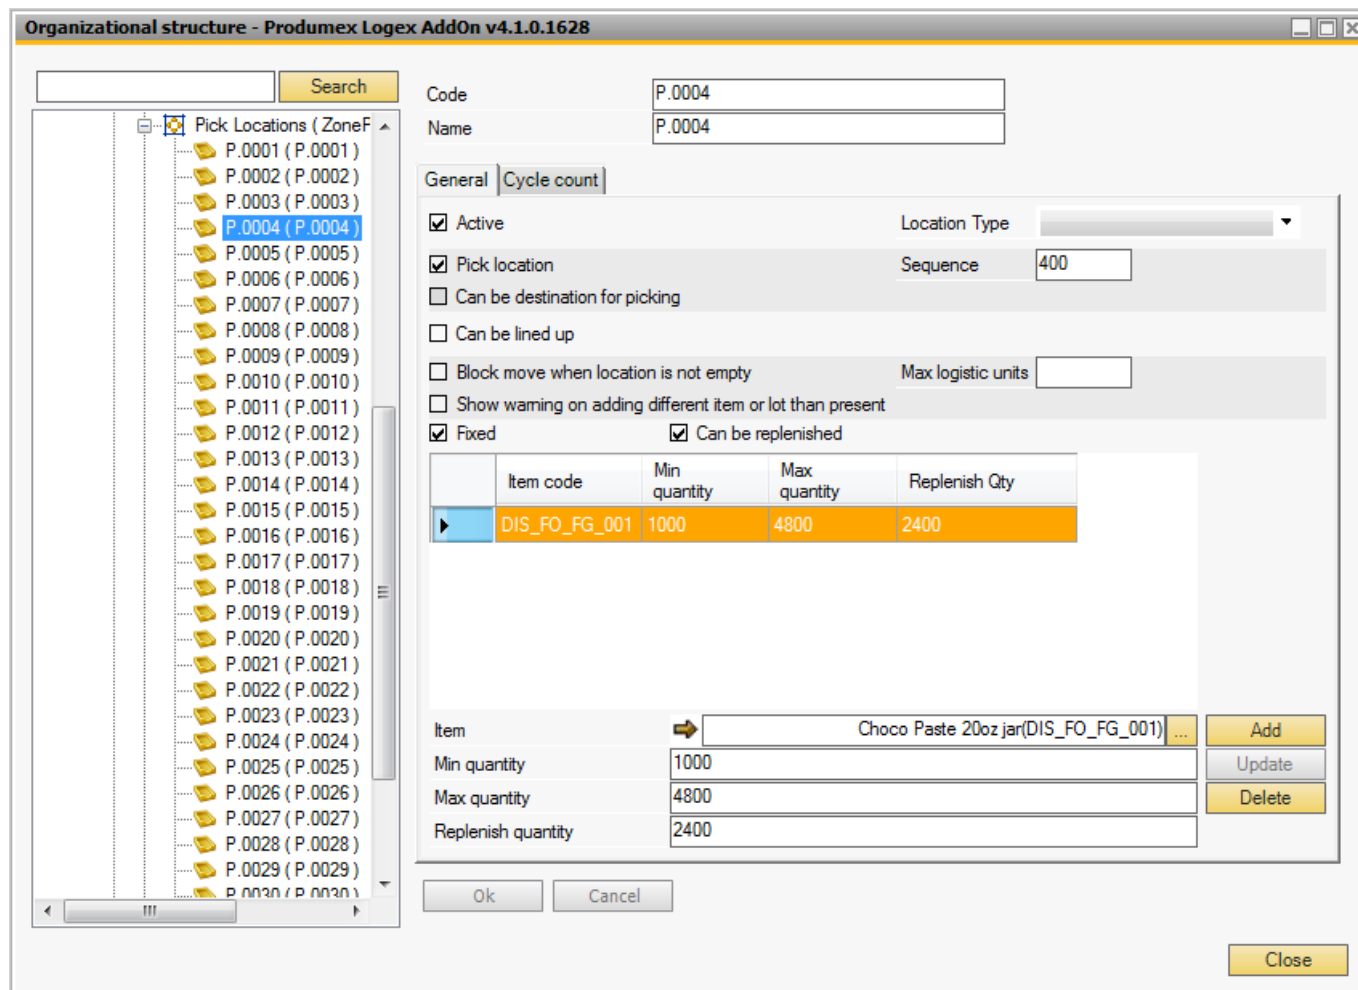 Organizational structure - Produmex Logex AddOn v4.1.0.1628
Search
Pick Locations ( ZoneF
P.0001 ( P.0001 )
P.0002 ( P.0002 )
P.0003 ( P.0003 )
P.0004 ( P.0004 )
P.0005 ( P.0005 )
P.0006 ( P.0006 )
P.0007 ( P.0007 )
P.0008 ( P.0008 )
P.0009 ( P.0009 )
P.0010 ( P.0010 )
P.0011 ( P.0011 )
P.0012 ( P.0012 )
P.0013 ( P.0013 )
P.0014 ( P.0014 )
P.0015 ( P.0015 )
P.0016 ( P.0016 )
P.0017 ( P.0017 )
P.0018 ( P.0018 )
P.0019 ( P.0019 )
P.0020 ( P.0020 )
P.0021 ( P.0021 )
P.0022 ( P.0022 )
P.0023 ( P.0023 )
P.0024 ( P.0024 )
P.0025 ( P.0025 )
P.0026 ( P.0026 )
P.0027 ( P.0027 )
P.0028 ( P.0028 )
P.0029 ( P.0029 )
P.0030 ( P.0030 )
Code P.0004
Name P.0004
General Cycle count
Active Location Type
Pick location Sequence 400
Can be destination for picking
Can be lined up
Block move when location is not empty Max logistic units
Show warning on adding different item or lot than present
Fixed Can be replenished
Item code Min quantity Max quantity Replenish Qty
DIS_FO_FG_001 1000 4800 2400
Item Choco Paste 20oz jar(DIS_FO_FG_001) ... Add
Min quantity 1000 Update
Max quantity 4800 Delete
Replenish quantity 2400
Ok Cancel
Close